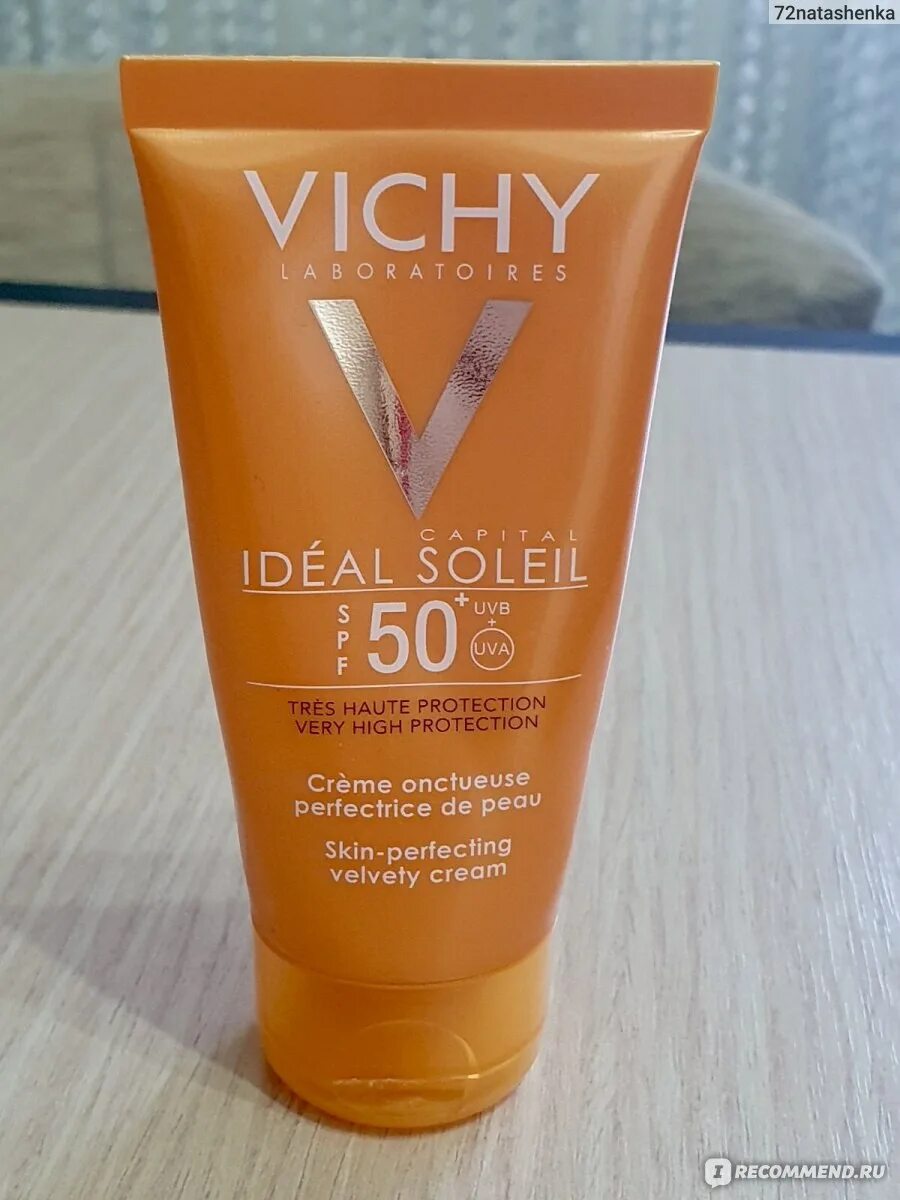 72natashenka
VICHY
LABORATOIRES
V
CAPITAL
IDÉAL SOLEIL
SPF 50+ UVB + UVA
TRÈS HAUTE PROTECTION
VERY HIGH PROTECTION
Crème onctueuse
perfectrice de peau
Skin-perfecting
velvety cream
IRECOMMEND.RU